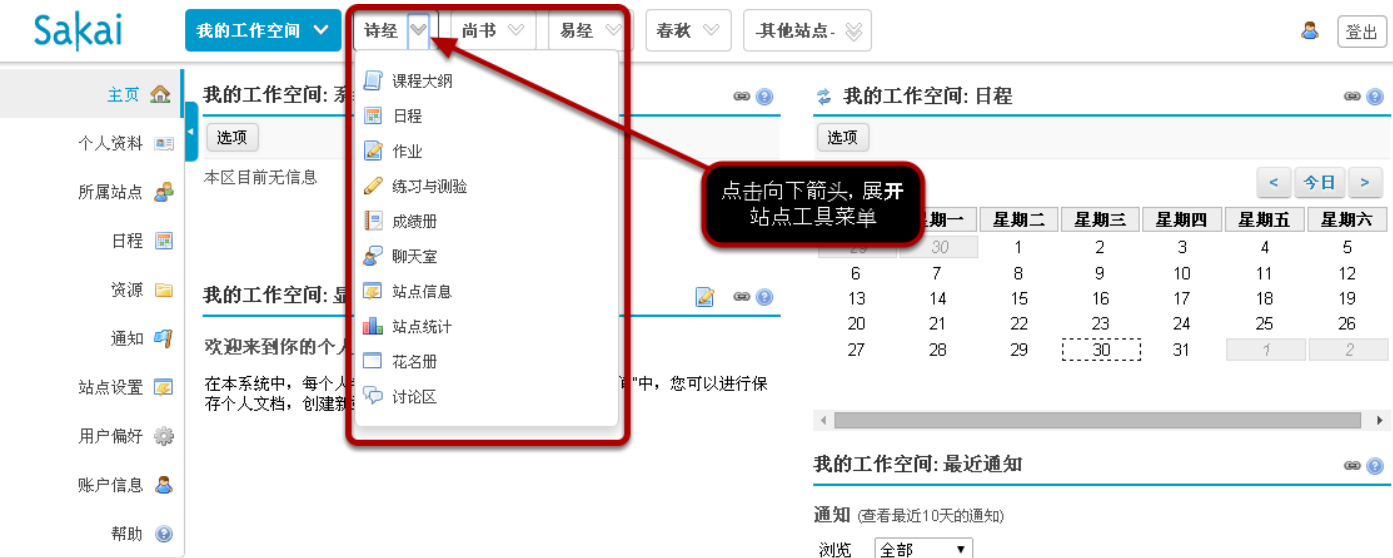 Sakai
我的工作空间
诗经
尚书
易经
春秋
-其他站点-
登出
主页
个人资料
所属站点
日程
资源
通知
站点设置
用户偏好
账户信息
帮助
我的工作空间: 系
选项
本区目前无信息
我的工作空间: 显
欢迎来到你的个人
在本系统中，每个人
间"中，您可以进行保
存个人文档，创建新
课程大纲
日程
作业
练习与测验
成绩册
聊天室
站点信息
站点统计
花名册
讨论区
点击向下箭头, 展开
站点工具菜单
我的工作空间: 日程
选项
< 今日 >
星期一 星期二 星期三 星期四 星期五 星期六
29 30 1 2 3 4 5
6 7 8 9 10 11 12
13 14 15 16 17 18 19
20 21 22 23 24 25 26
27 28 29 30 31 1 2
我的工作空间: 最近通知
通知 (查看最近10天的通知)
浏览 全部